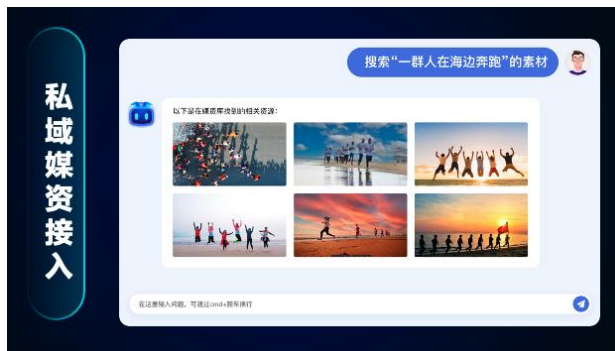 私域媒资接入
搜索“一群人在海边奔跑”的素材
以下是在媒资库找到的相关资源：
在这里输入问题，可通过cmd+回车换行